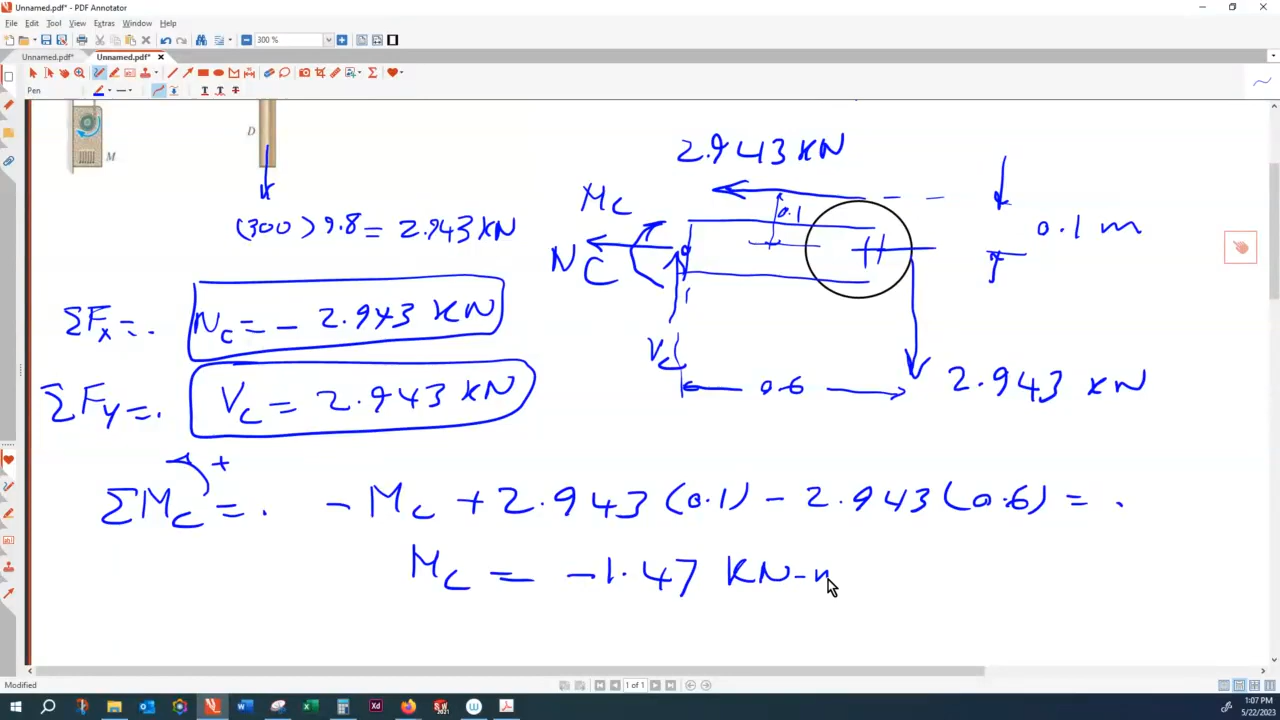 Unnamed.pdf* - PDF Annotator
File Edit Tool View Extras Window Help
300 %
Unnamed.pdf* Unnamed.pdf*
Pen
D
M
2.943 KN
Mc
0.1
0.1 m
(300)9.8= 2.943 KN
NC
ΣFx=. Nc = - 2.943 KN
Vc
0.6
2.943 KN
ΣFy=. Vc = 2.943 KN
+
ΣMc=. - Mc + 2.943 (0.1) - 2.943 (0.6) = .
Mc = -1.47 KN-
1 of 1
Modified
1:07 PM
5/22/2023